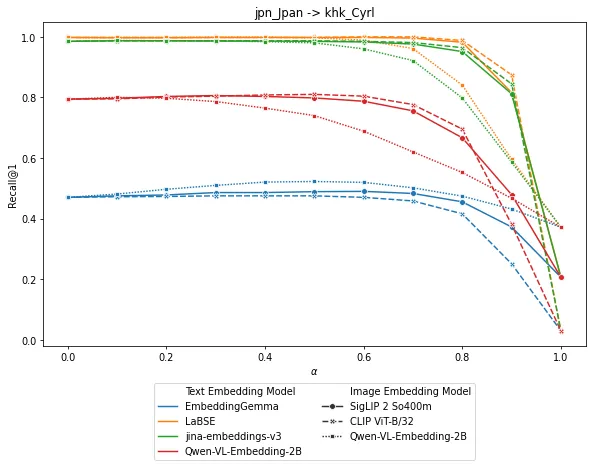 jpn_Jpan -> khk_Cyrl
Recall@1
1.0
0.8
0.6
0.4
0.2
0.0
0.0 0.2 0.4 0.6 0.8 1.0
α
Text Embedding Model Image Embedding Model
EmbeddingGemma SigLIP 2 So400m
LaBSE CLIP ViT-B/32
jina-embeddings-v3 Qwen-VL-Embedding-2B
Qwen-VL-Embedding-2B